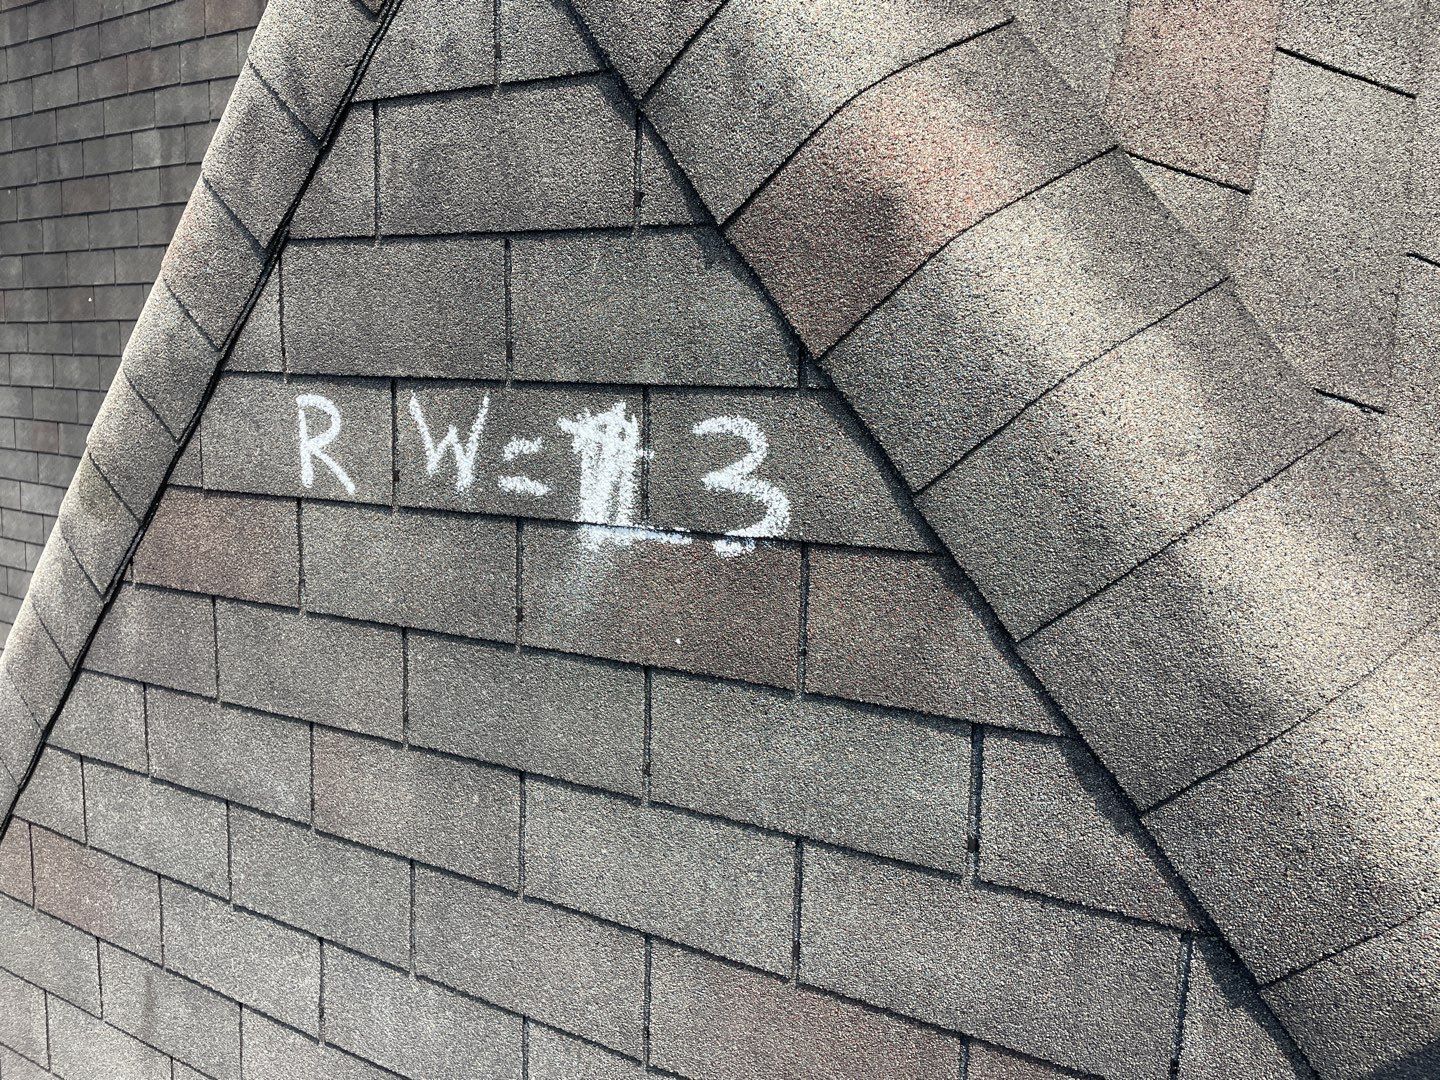 R W = 3